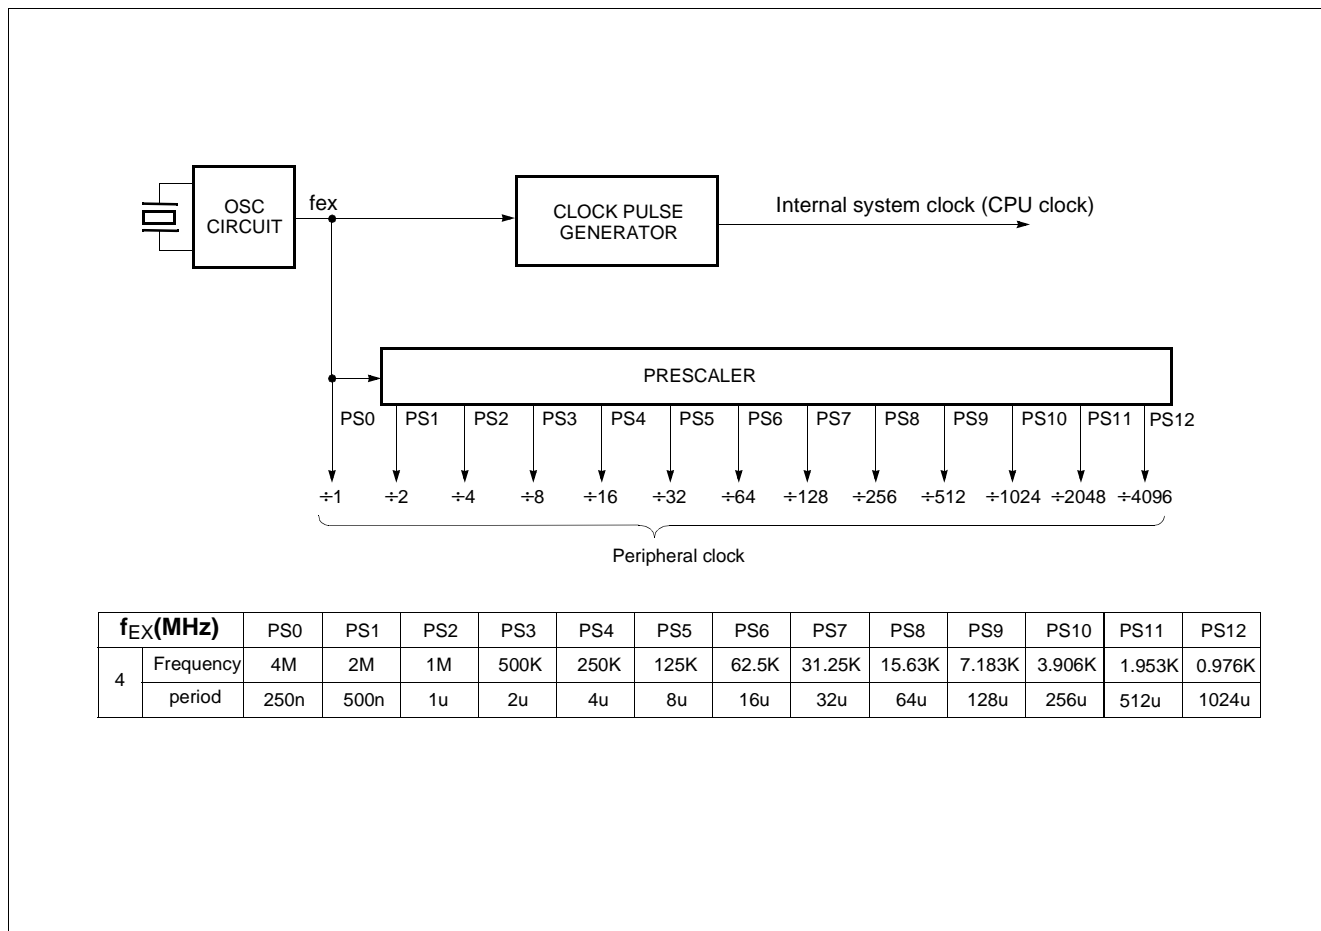 OSC
CIRCUIT
fex
CLOCK PULSE
GENERATOR
Internal system clock (CPU clock)
PRESCALER
PS0 PS1 PS2 PS3 PS4 PS5 PS6 PS7 PS8 PS9 PS10 PS11 PS12
÷1 ÷2 ÷4 ÷8 ÷16 ÷32 ÷64 ÷128 ÷256 ÷512 ÷1024 ÷2048 ÷4096
Peripheral clock
fEX(MHz) PS0 PS1 PS2 PS3 PS4 PS5 PS6 PS7 PS8 PS9 PS10 PS11 PS12
4 Frequency 4M 2M 1M 500K 250K 125K 62.5K 31.25K 15.63K 7.183K 3.906K 1.953K 0.976K
period 250n 500n 1u 2u 4u 8u 16u 32u 64u 128u 256u 512u 1024u